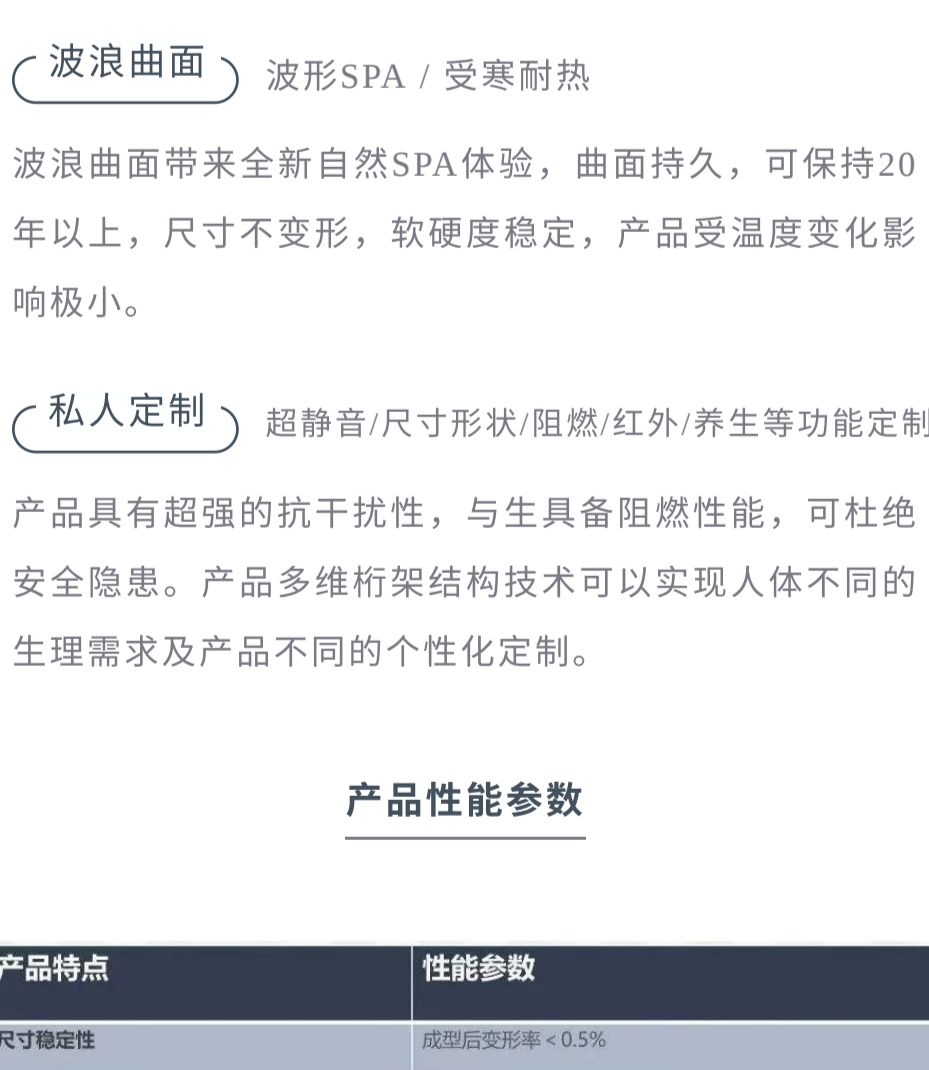 波浪曲面
波形SPA / 受寒耐热
波浪曲面带来全新自然SPA体验，曲面持久，可保持20
年以上，尺寸不变形，软硬度稳定，产品受温度变化影
响极小。
私人定制
超静音/尺寸形状/阻燃/红外/养生等功能定制
产品具有超强的抗干扰性，与生具备阻燃性能，可杜绝
安全隐患。产品多维桁架结构技术可以实现人体不同的
生理需求及产品不同的个性化定制。
产品性能参数
产品特点
性能参数
尺寸稳定性
成型后变形率 < 0.5%